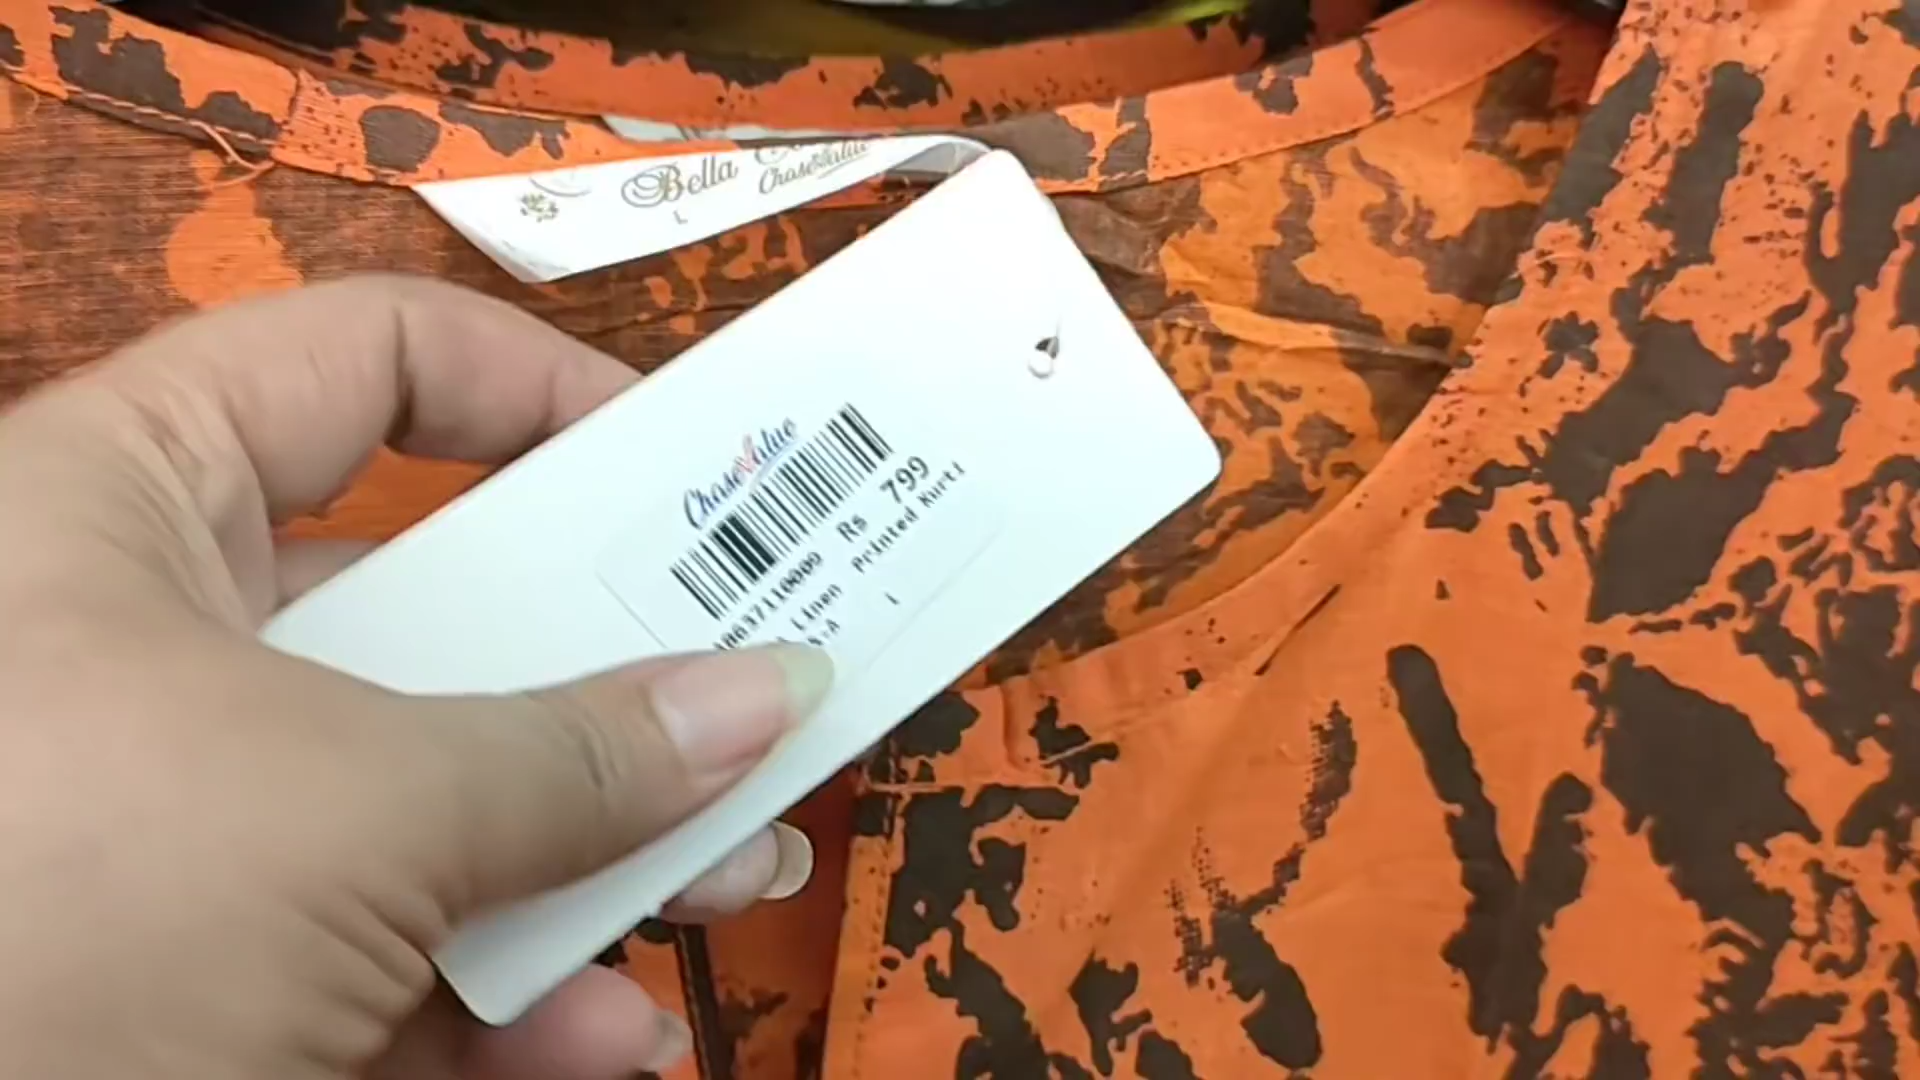 Bella
ChaseValue
L
ChaseValue
Rs 799
Linen Printed Kurti
N-A L